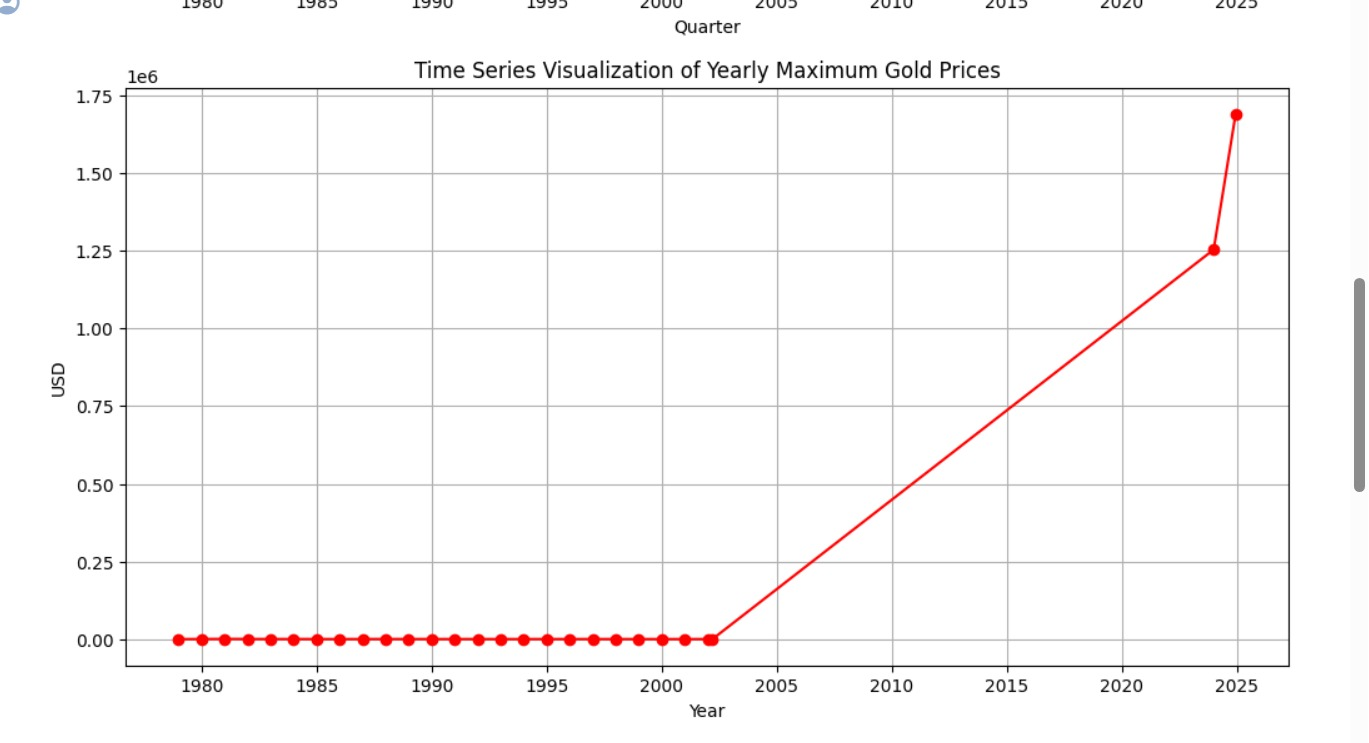 1980 1985 1990 1995 2000 2005 2010 2015 2020 2025
Quarter
Time Series Visualization of Yearly Maximum Gold Prices
1e6
1.75
1.50
1.25
1.00
0.75
0.50
0.25
0.00
USD
1980 1985 1990 1995 2000 2005 2010 2015 2020 2025
Year